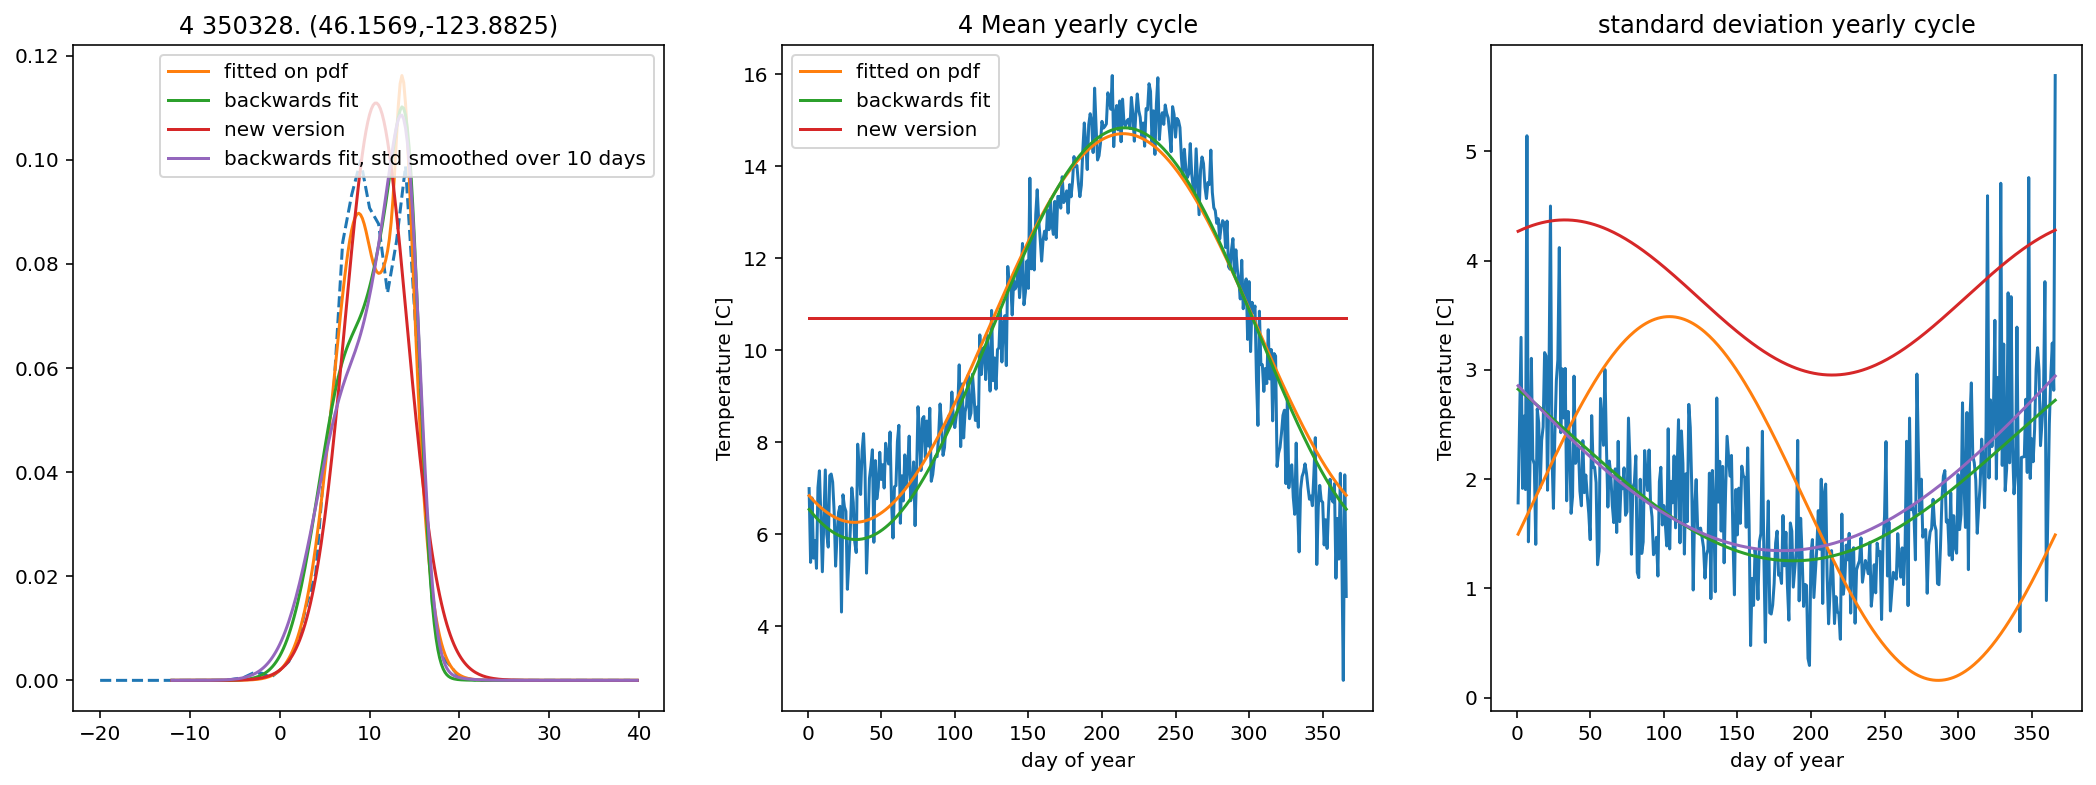 4 350328. (46.1569,-123.8825)
fitted on pdf
backwards fit
new version
backwards fit, std smoothed over 10 days
0.12
0.10
0.08
0.06
0.04
0.02
0.00
−20 −10 0 10 20 30 40
4 Mean yearly cycle
fitted on pdf
backwards fit
new version
Temperature [C]
16
14
12
10
8
6
4
0 50 100 150 200 250 300 350
day of year
standard deviation yearly cycle
Temperature [C]
5
4
3
2
1
0
0 50 100 150 200 250 300 350
day of year